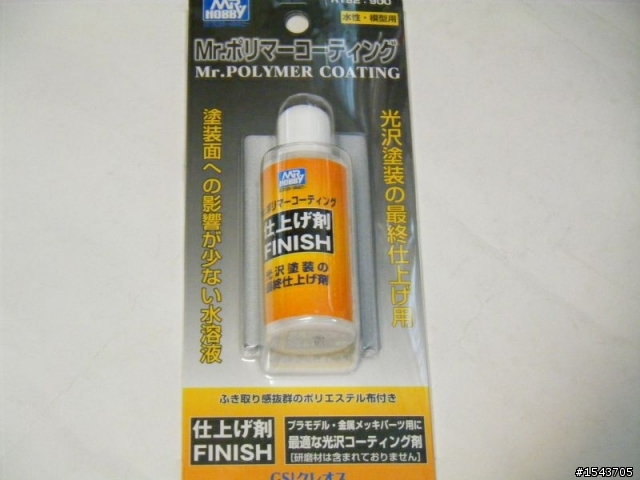 MR
HOBBY
水性・模型用
Mr.ポリマーコーティング
Mr.POLYMER COATING
光沢塗装の最終仕上げ用
塗装面への影響が少ない水溶液
MR
HOBBY
ポリマーコーティング
仕上げ剤
FINISH
光沢塗装の
最終仕上げ剤
ふき取り感抜群のポリエステル布付き
仕上げ剤
FINISH
プラモデル・金属メッキパーツ用に
最適な光沢コーティング剤
[研磨材は含まれておりません]
GSIクレオス
#1543705